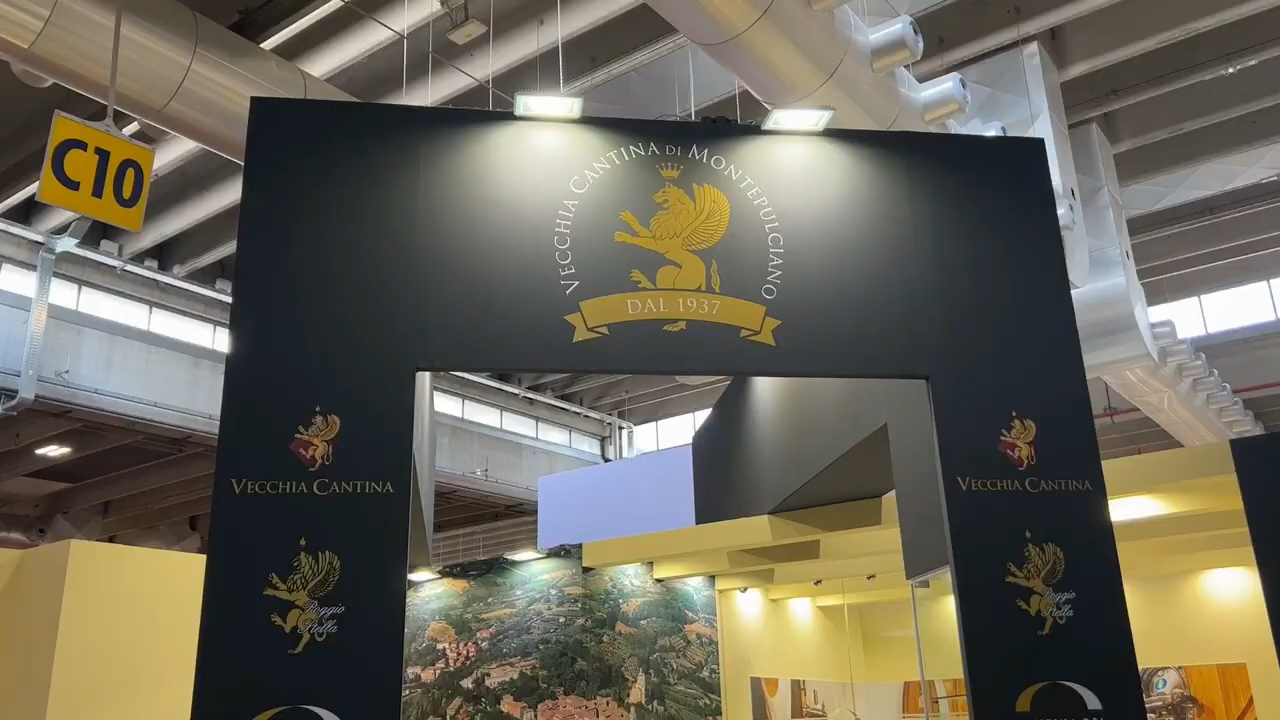 C10
VECCHIA CANTINA DI MONTEPULCIANO
DAL 1937
VECCHIA CANTINA
VECCHIA CANTINA
Poggio
Stella
Poggio
Stella